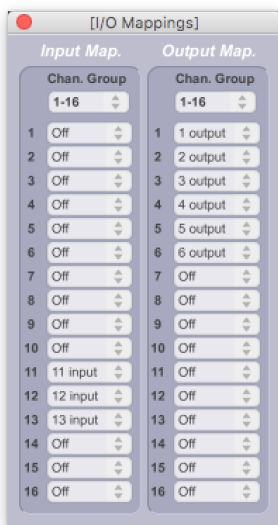 [I/O Mappings]
Input Map. Output Map.
Chan. Group Chan. Group
1-16 1-16
1 Off 1 1 output
2 Off 2 2 output
3 Off 3 3 output
4 Off 4 4 output
5 Off 5 5 output
6 Off 6 6 output
7 Off 7 Off
8 Off 8 Off
9 Off 9 Off
10 Off 10 Off
11 11 input 11 Off
12 12 input 12 Off
13 13 input 13 Off
14 Off 14 Off
15 Off 15 Off
16 Off 16 Off